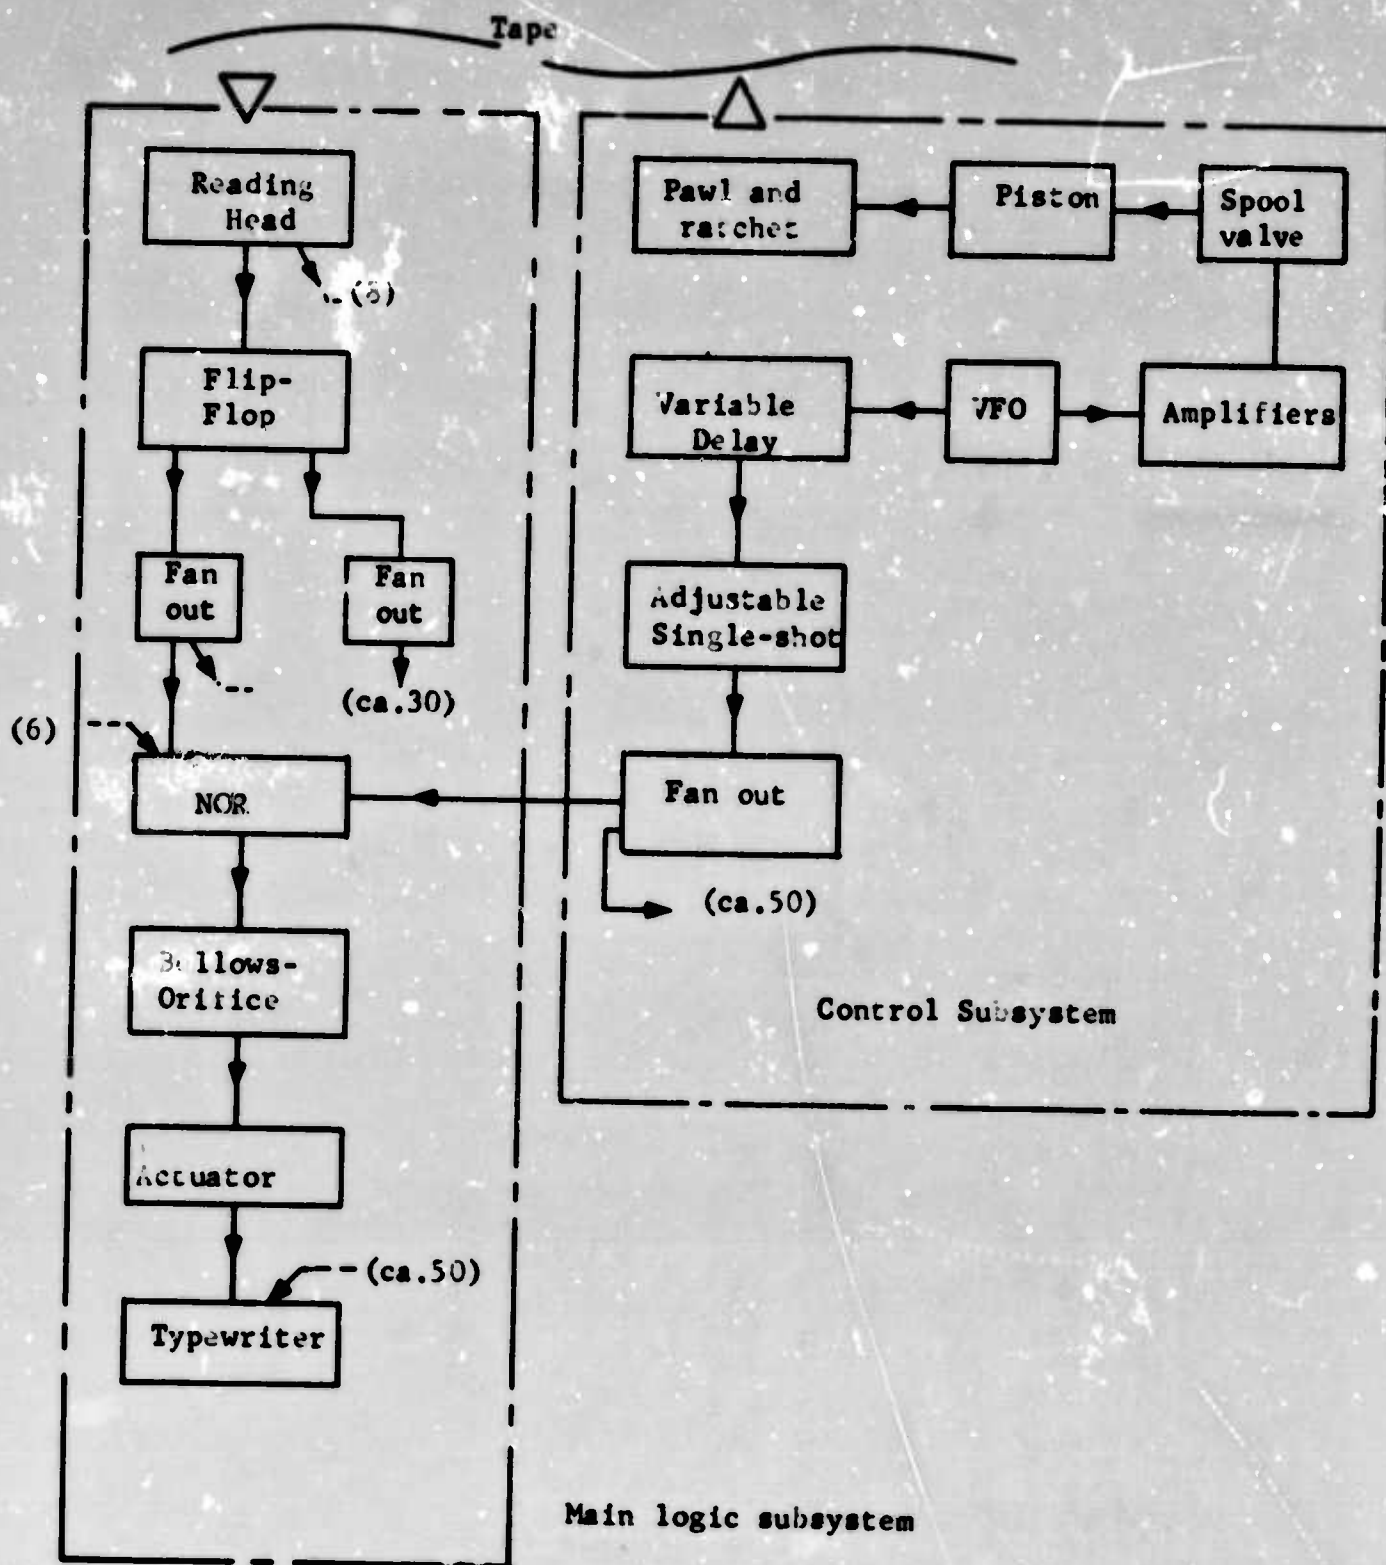 Tape
Reading
Head
(8)
Flip-
Flop
Fan
out
Fan
out
(ca.30)
(6)
NOR
Bellows-
Orifice
Actuator
(ca.50)
Typewriter
Pawl and
ratchet
Piston
Spool
valve
Variable
Delay
VFO
Amplifiers
Adjustable
Single-shot
Fan out
(ca.50)
Control Subsystem
Main logic subsystem